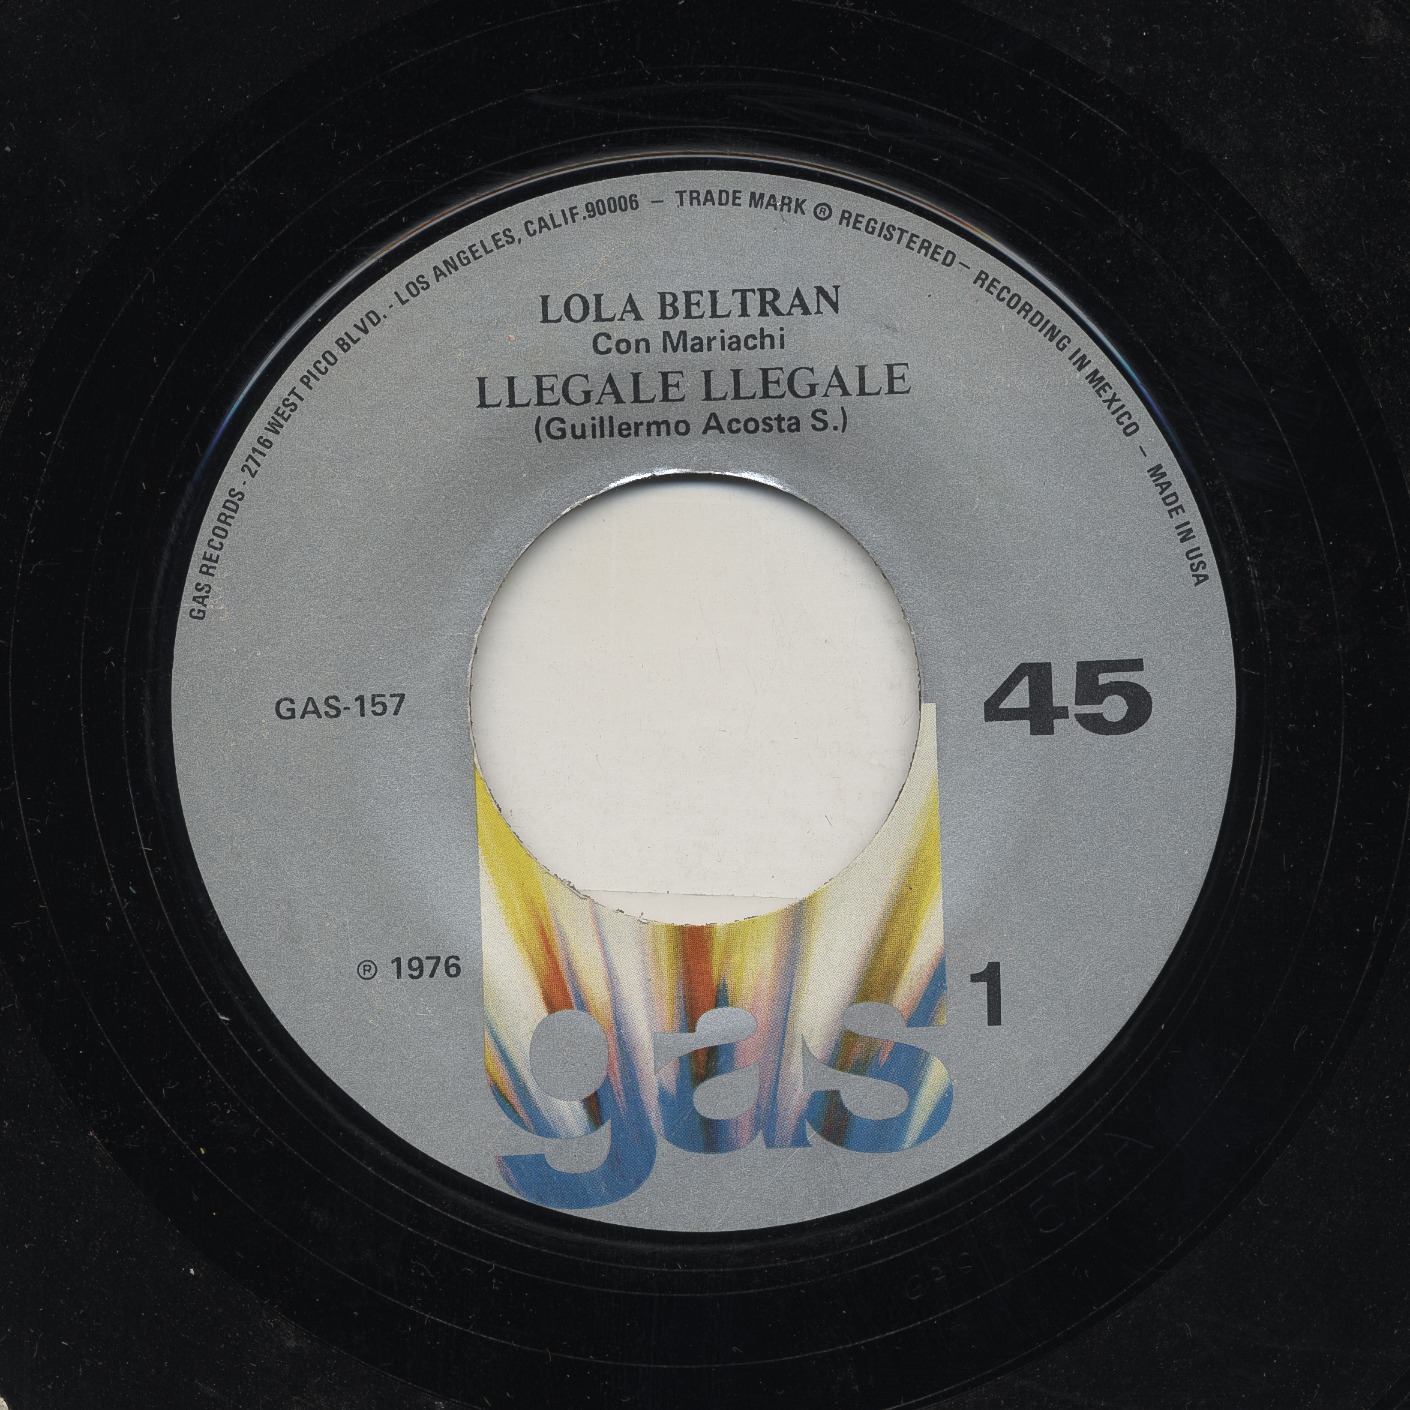 GAS RECORDS - 2716 WEST PICO BLVD. - LOS ANGELES, CALIF.90006 – TRADE MARK ® REGISTERED – RECORDING IN MEXICO – MADE IN USA
LOLA BELTRAN
Con Mariachi
LLEGALE LLEGALE
(Guillermo Acosta S.)
GAS-157
45
® 1976
1
gas